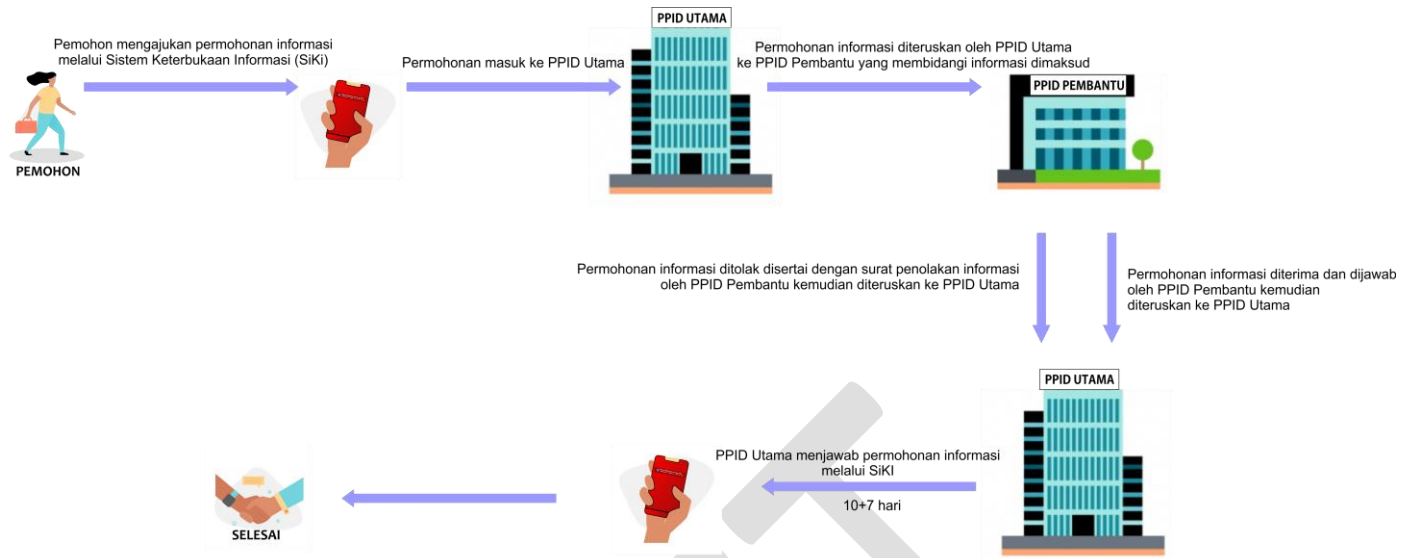 PPID UTAMA
Pemohon mengajukan permohonan informasi
melalui Sistem Keterbukaan Informasi (SiKi)
Permohonan masuk ke PPID Utama
Permohonan informasi diteruskan oleh PPID Utama
ke PPID Pembantu yang membidangi informasi dimaksud
PPID PEMBANTU
PEMOHON
Permohonan informasi ditolak disertai dengan surat penolakan informasi
oleh PPID Pembantu kemudian diteruskan ke PPID Utama
Permohonan informasi diterima dan dijawab
oleh PPID Pembantu kemudian
diteruskan ke PPID Utama
PPID UTAMA
PPID Utama menjawab permohonan informasi
melalui SiKI
10+7 hari
SELESAI